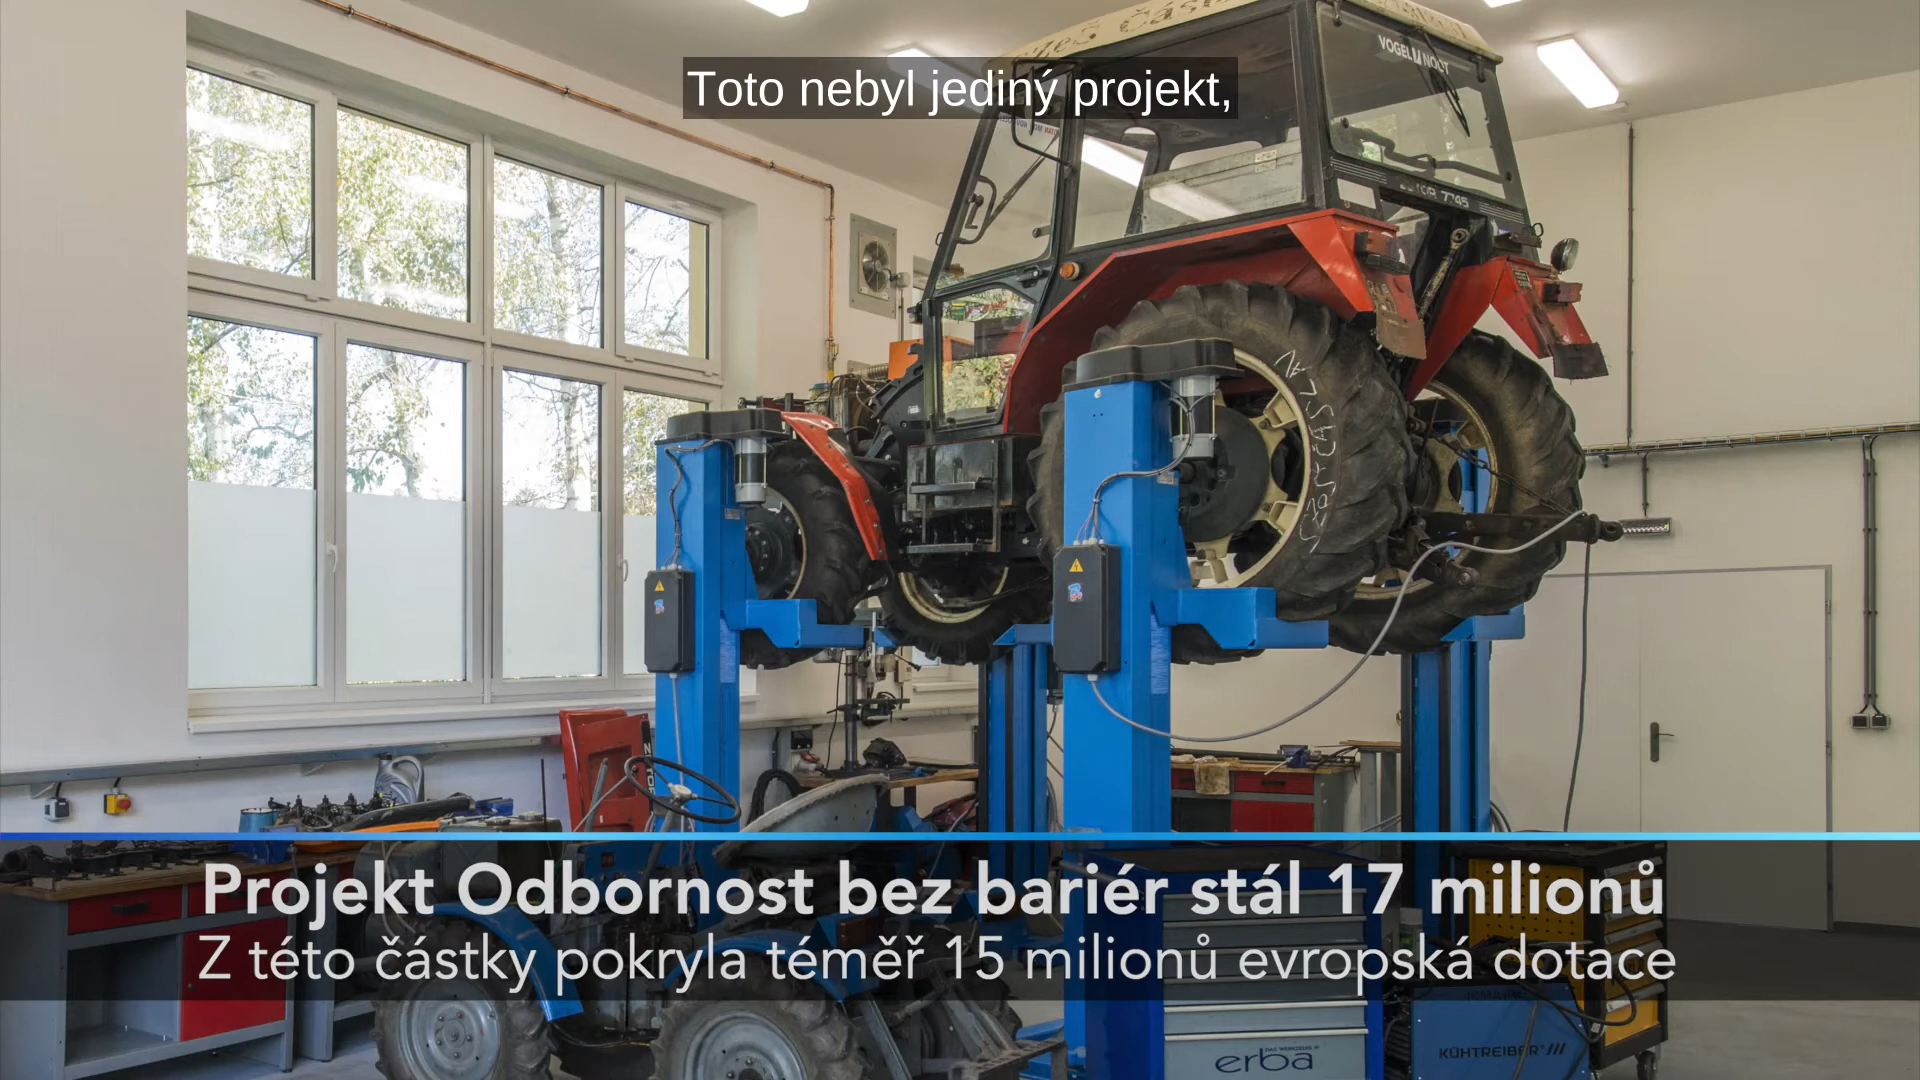 Toto nebyl jediný projekt,
VOGEL NOOT
7745
Projekt Odbornost bez bariér stál 17 milionů
Z této částky pokryla téměř 15 milionů evropská dotace
erba
KÜHTREIBER